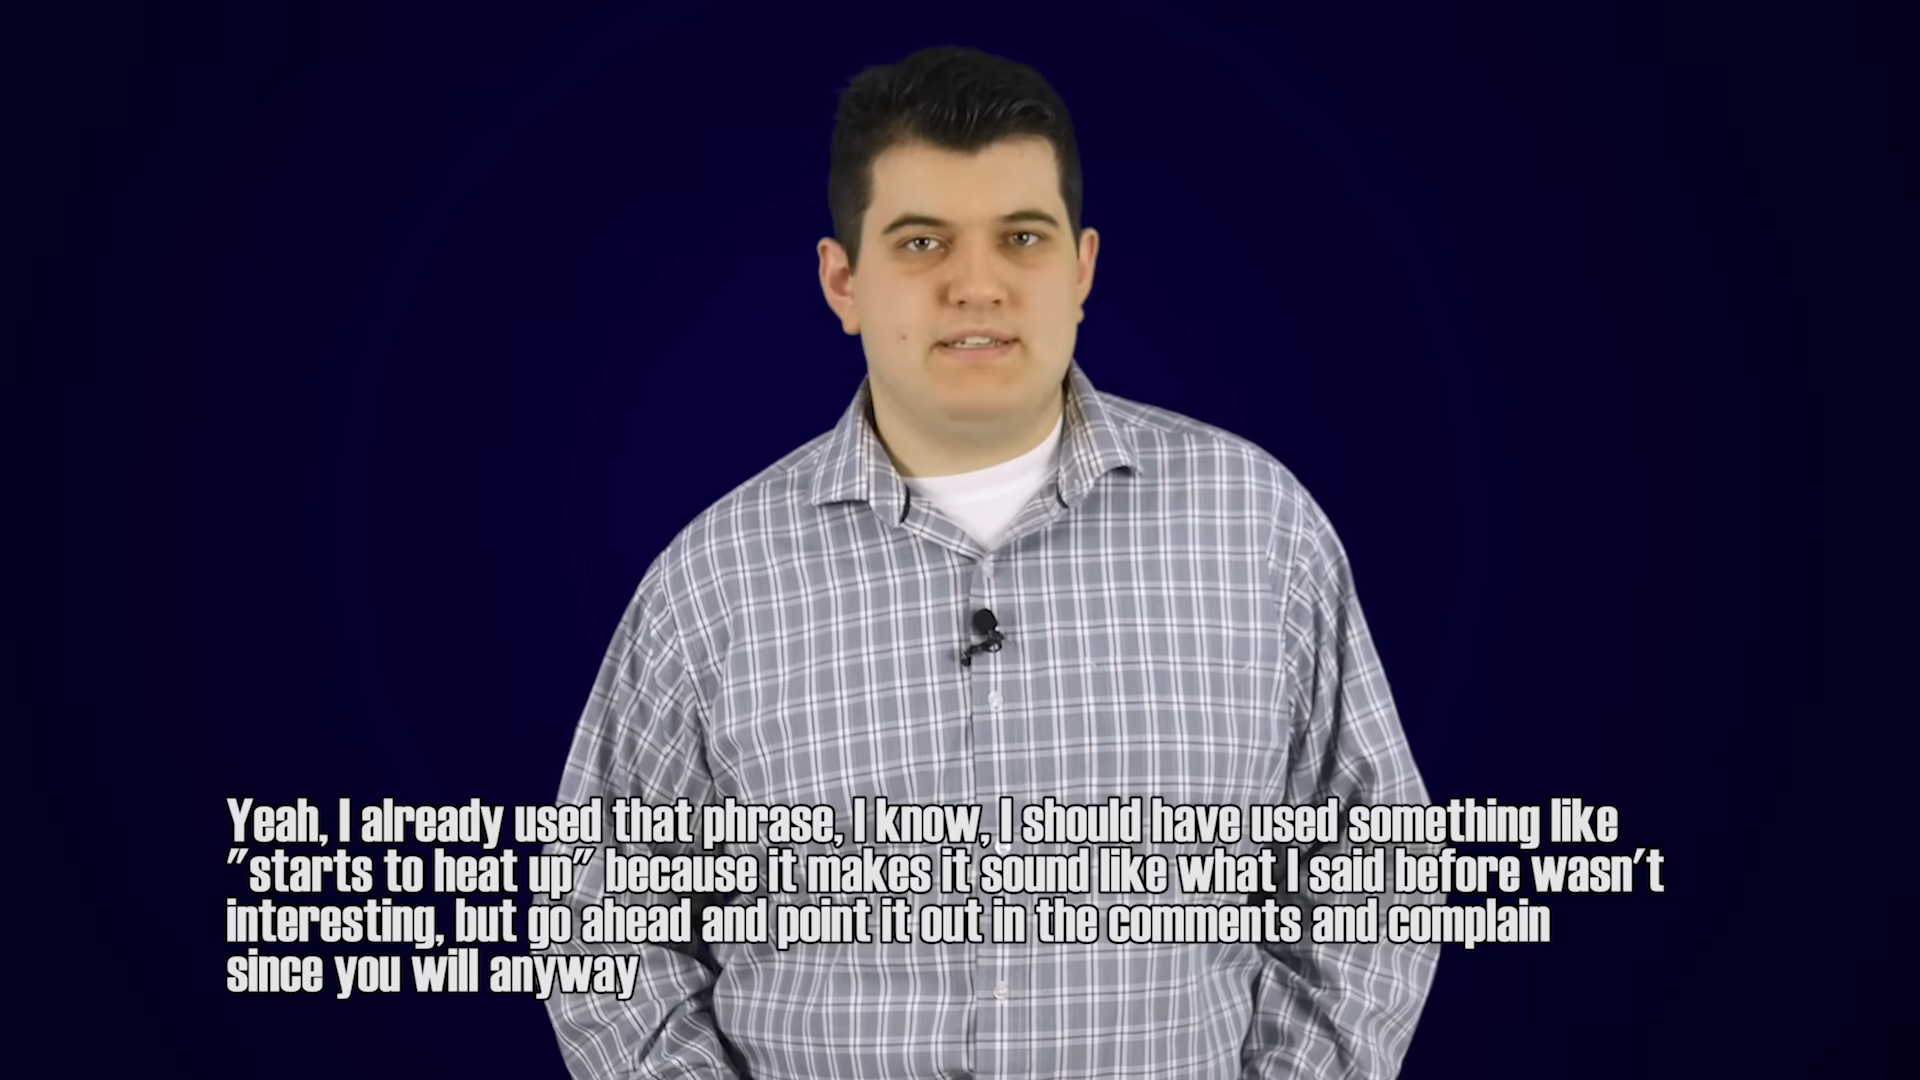 Yeah, I already used that phrase, I know, I should have used something like
"starts to heat up" because it makes it sound like what I said before wasn't
interesting, but go ahead and point it out in the comments and complain
since you will anyway